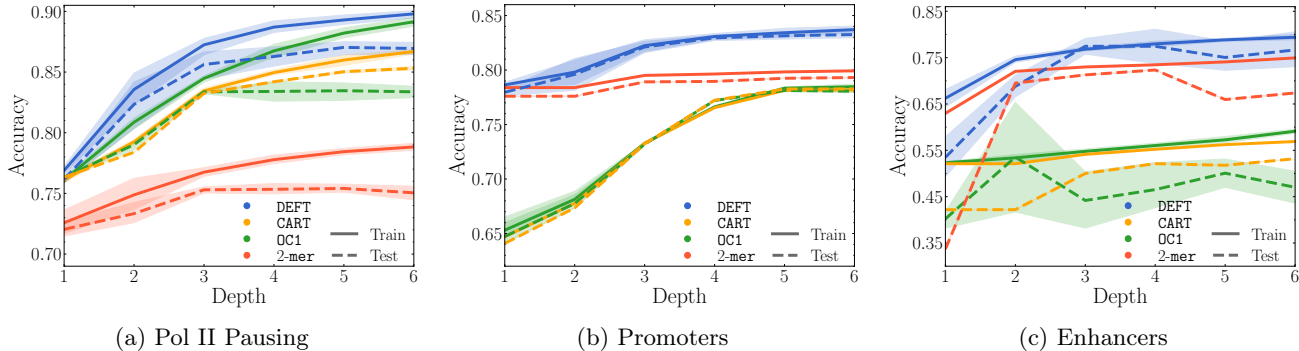 0.90
0.85
0.80
0.75
0.70
Accuracy
1 2 3 4 5 6
Depth
DEFT
CART
OC1
2-mer
Train
Test
(a) Pol II Pausing
0.85
0.80
0.75
0.70
0.65
Accuracy
1 2 3 4 5 6
Depth
DEFT
CART
OC1
2-mer
Train
Test
(b) Promoters
0.85
0.75
0.65
0.55
0.45
0.35
Accuracy
1 2 3 4 5 6
Depth
DEFT
CART
OC1
2-mer
Train
Test
(c) Enhancers